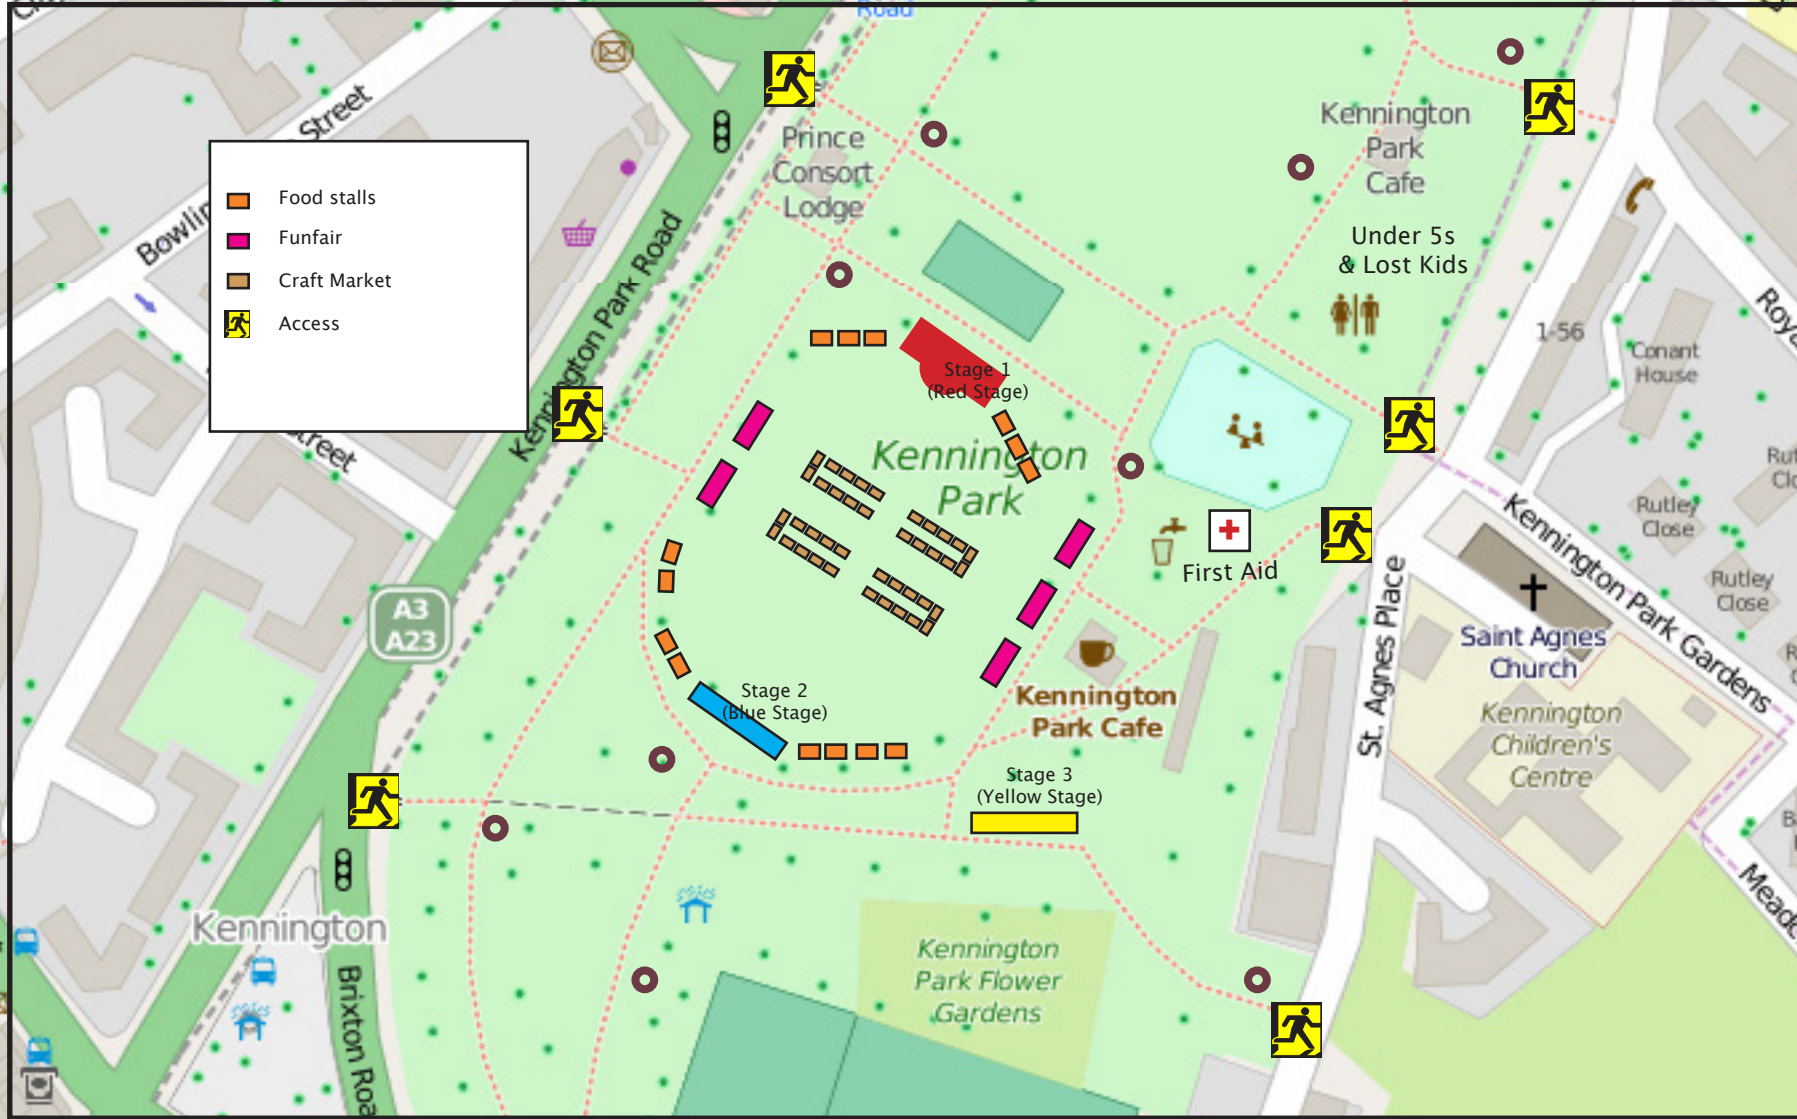 Road
Street
Bowlin
Street
Kennington Park Road
Food stalls
Funfair
Craft Market
Access
Prince
Consort
Lodge
Kennington
Park
Cafe
Under 5s
& Lost Kids
1-56
Conant
House
Roya
Stage 1
(Red Stage)
Kennington
Park
First Aid
Rutley
Close
Rutley
Close
Kennington Park Gardens
A3
A23
St. Agnes Place
Saint Agnes
Church
Stage 2
(Blue Stage)
Kennington
Park Cafe
Kennington
Children's
Centre
Stage 3
(Yellow Stage)
Kennington
Kennington
Park Flower
Gardens
Brixton Roa